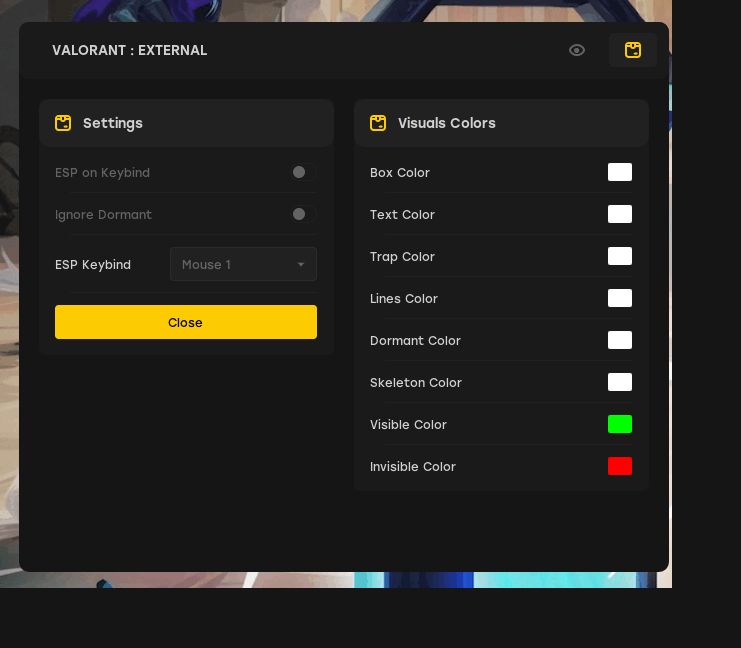 VALORANT : EXTERNAL
Settings
ESP on Keybind
Ignore Dormant
ESP Keybind
Mouse 1
Close
Visuals Colors
Box Color
Text Color
Trap Color
Lines Color
Dormant Color
Skeleton Color
Visible Color
Invisible Color